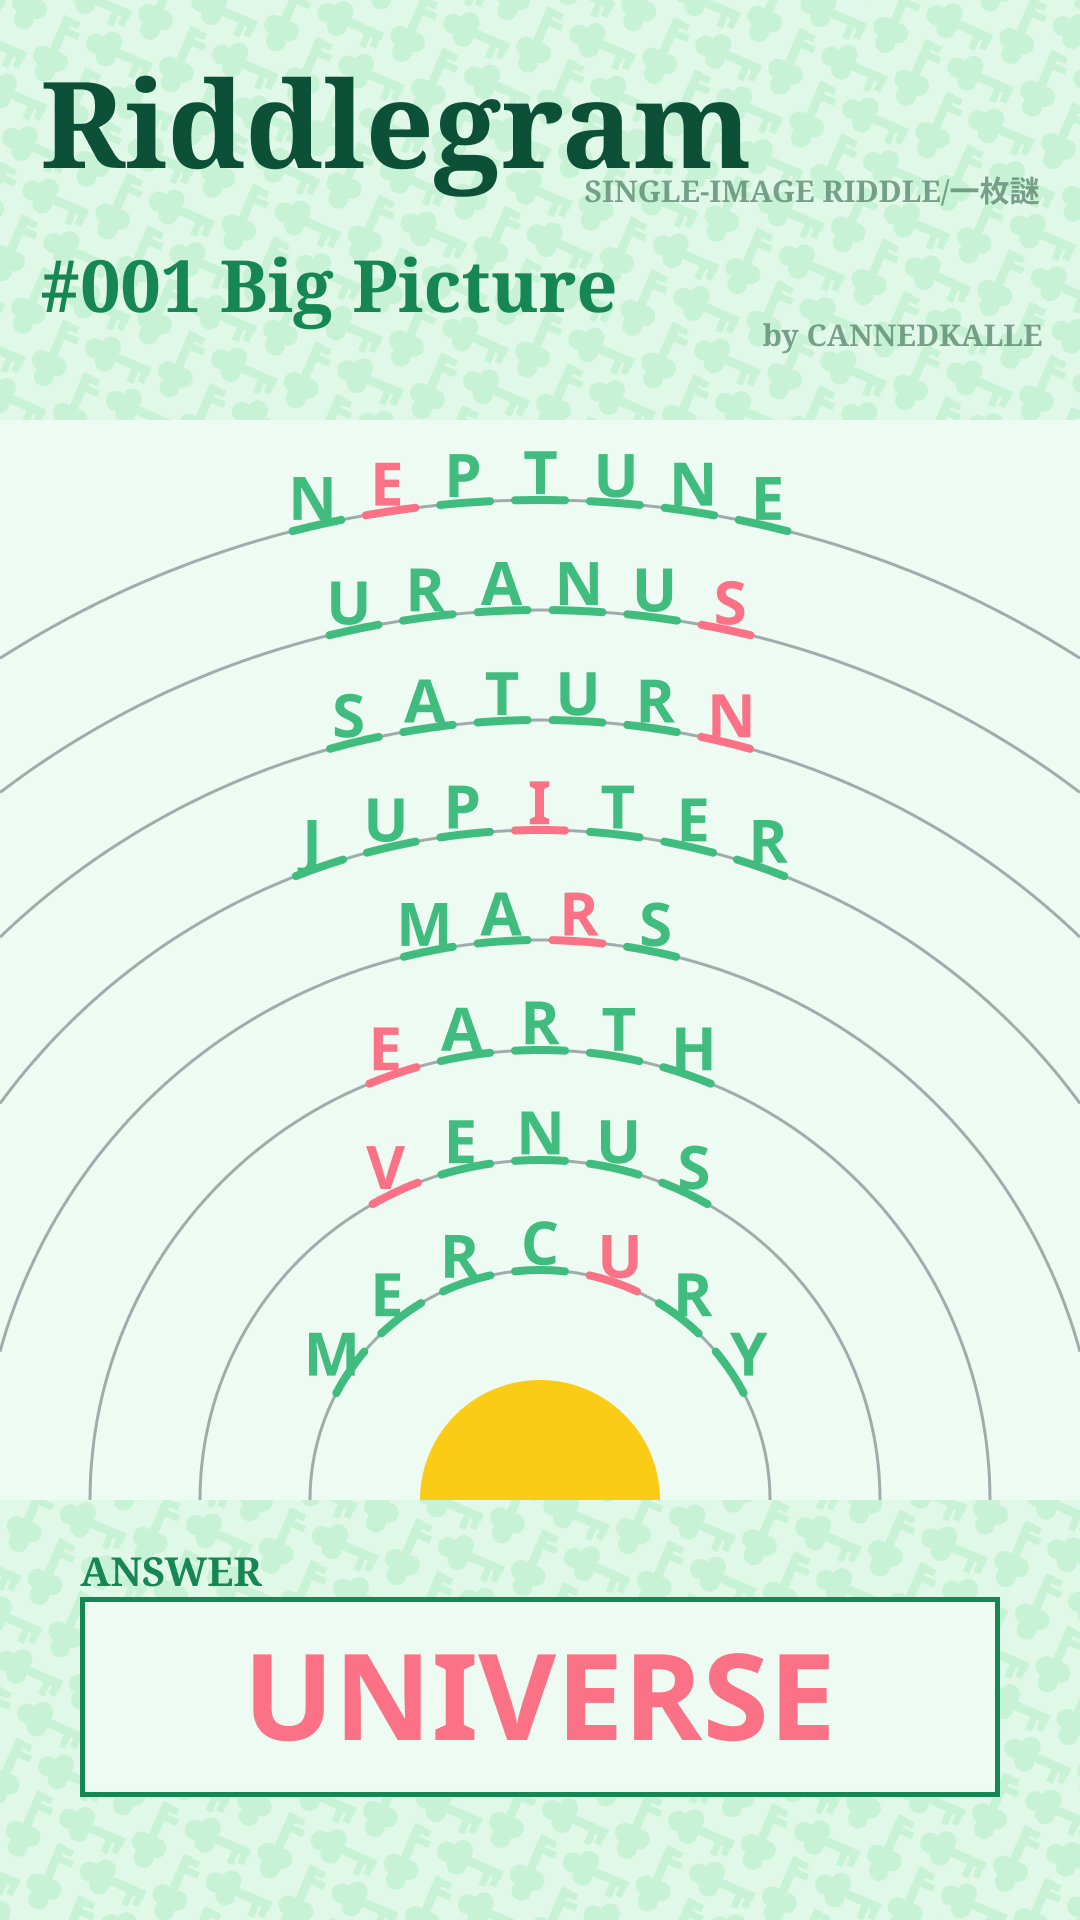 Riddlegram
SINGLE-IMAGE RIDDLE/一枚謎
#001 Big Picture
by CANNEDKALLE
NEPTUNE
URANUS
SATURN
JUPITER
MARS
EARTH
VENUS
MERCURY
ANSWER
UNIVERSE